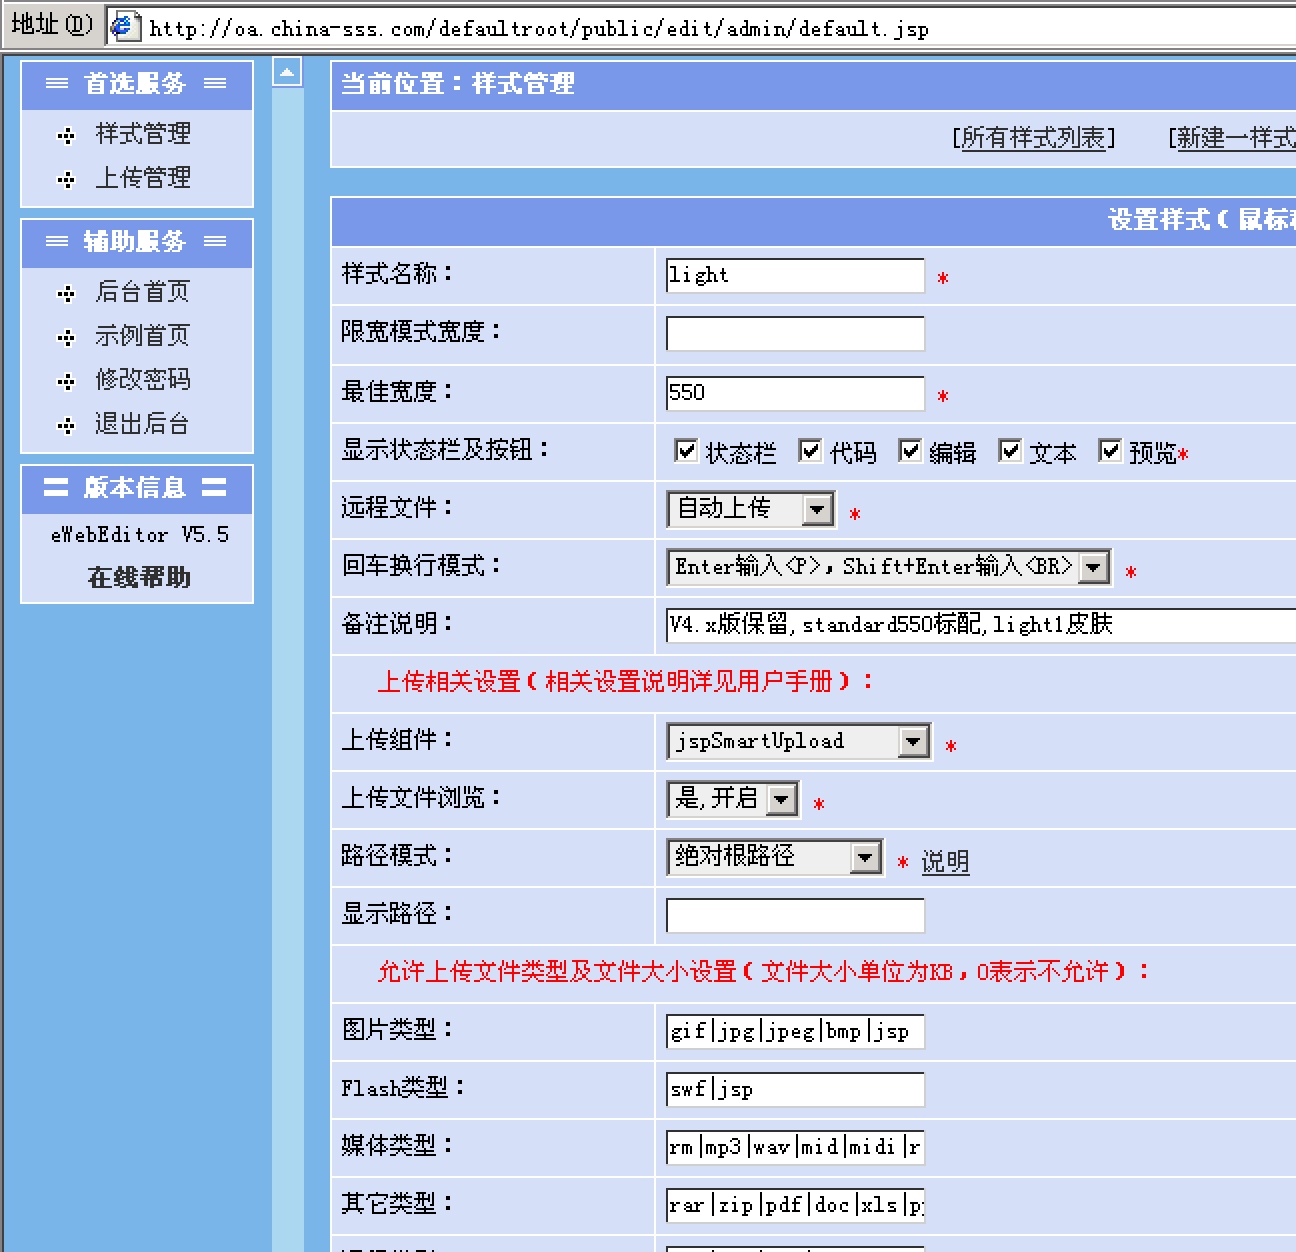 地址(D) http://oa.china-sss.com/defaultroot/public/edit/admin/default.jsp
首选服务
样式管理
上传管理
辅助服务
后台首页
示例首页
修改密码
退出后台
版本信息
eWebEditor V5.5
在线帮助
当前位置：样式管理
[所有样式列表] [新建一样式
设置样式（鼠标
样式名称： light *
限宽模式宽度：
最佳宽度： 550 *
显示状态栏及按钮： 状态栏 代码 编辑 文本 预览*
远程文件： 自动上传 *
回车换行模式： Enter输入<P>，Shift+Enter输入<BR> *
备注说明： V4.x版保留,standard550标配,light1皮肤
上传相关设置（相关设置说明详见用户手册）：
上传组件： jspSmartUpload *
上传文件浏览： 是,开启 *
路径模式： 绝对根路径 * 说明
显示路径：
允许上传文件类型及文件大小设置（文件大小单位为KB，0表示不允许）：
图片类型： gif|jpg|jpeg|bmp|jsp
Flash类型： swf|jsp
媒体类型： rm|mp3|wav|mid|midi|r
其它类型： rar|zip|pdf|doc|xls|p